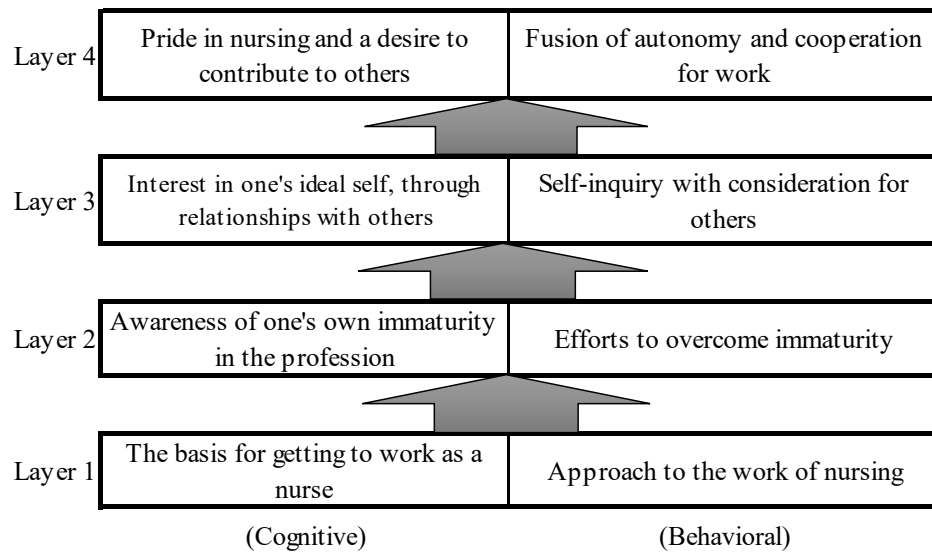 Layer 4
Pride in nursing and a desire to
contribute to others
Fusion of autonomy and cooperation
for work
Layer 3
Interest in one's ideal self, through
relationships with others
Self-inquiry with consideration for
others
Layer 2
Awareness of one's own immaturity
in the profession
Efforts to overcome immaturity
Layer 1
The basis for getting to work as a
nurse
Approach to the work of nursing
(Cognitive)
(Behavioral)